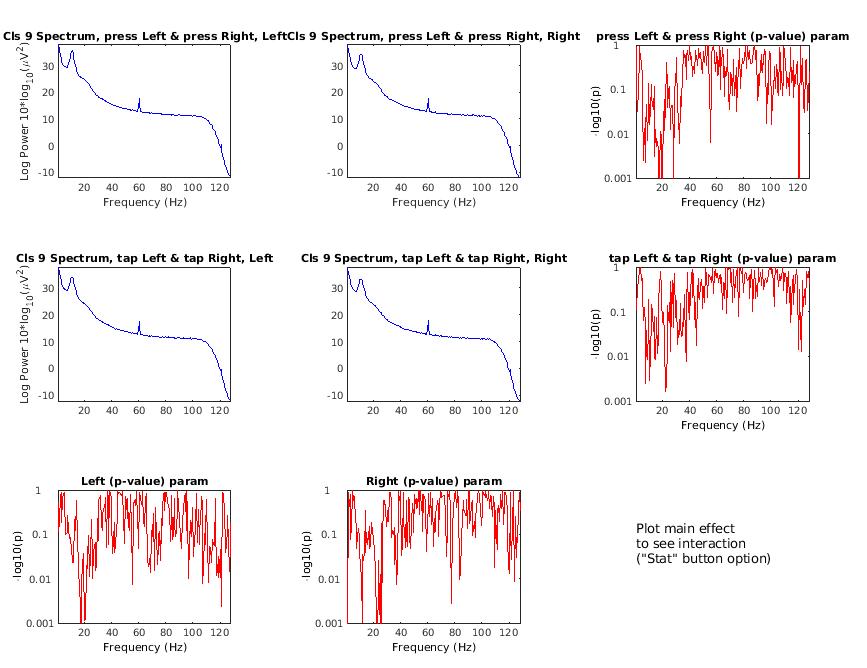 Cls 9 Spectrum, press Left & press Right, Left
Cls 9 Spectrum, press Left & press Right, Right
press Left & press Right (p-value) param
Log Power 10*log10(μV2)
30
20
10
0
-10
20 40 60 80 100 120
Frequency (Hz)
30
20
10
0
-10
20 40 60 80 100 120
Frequency (Hz)
-log10(p)
1
0.1
0.01
0.001
20 40 60 80 100 120
Frequency (Hz)
Cls 9 Spectrum, tap Left & tap Right, Left
Cls 9 Spectrum, tap Left & tap Right, Right
tap Left & tap Right (p-value) param
Log Power 10*log10(μV2)
30
20
10
0
-10
20 40 60 80 100 120
Frequency (Hz)
30
20
10
0
-10
20 40 60 80 100 120
Frequency (Hz)
-log10(p)
1
0.1
0.01
0.001
20 40 60 80 100 120
Frequency (Hz)
Left (p-value) param
-log10(p)
1
0.1
0.01
0.001
20 40 60 80 100 120
Frequency (Hz)
Right (p-value) param
-log10(p)
1
0.1
0.01
0.001
20 40 60 80 100 120
Frequency (Hz)
Plot main effect
to see interaction
("Stat" button option)